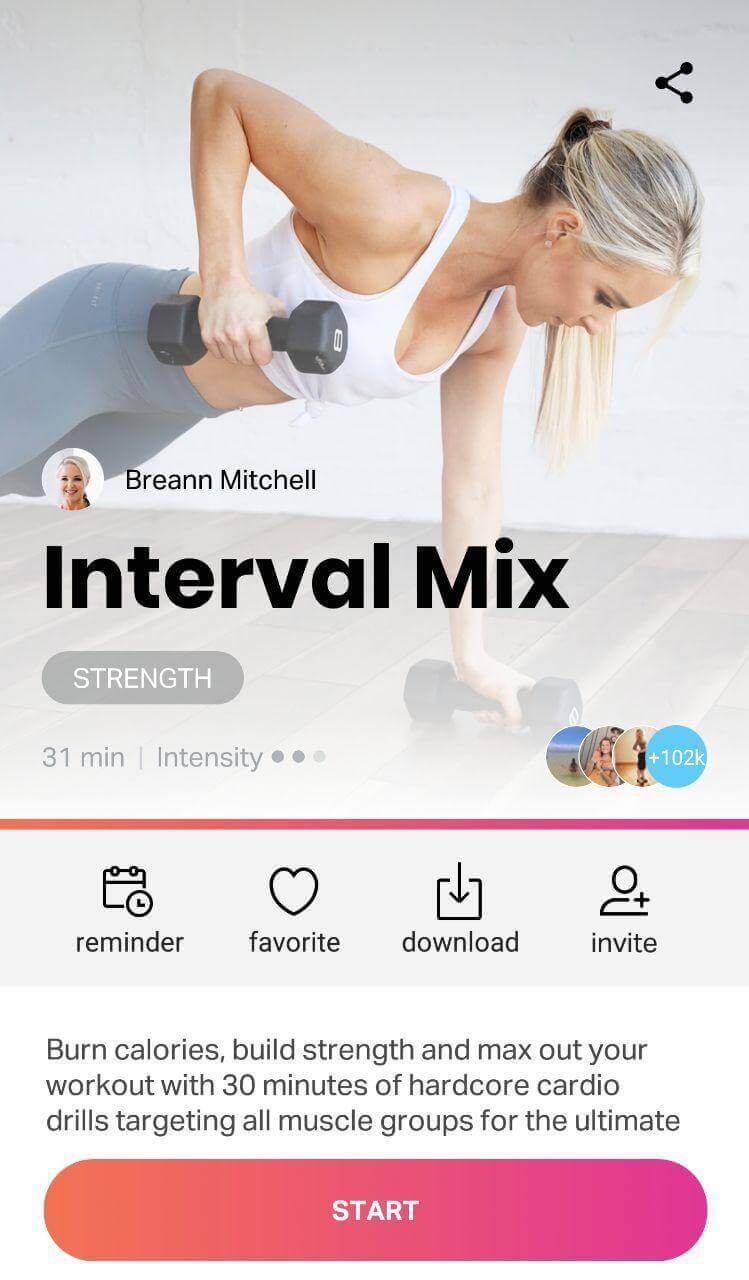 8
Breann Mitchell
Interval Mix
STRENGTH
31 min | Intensity
+102k
reminder
favorite
download
invite
Burn calories, build strength and max out your
workout with 30 minutes of hardcore cardio
drills targeting all muscle groups for the ultimate
START